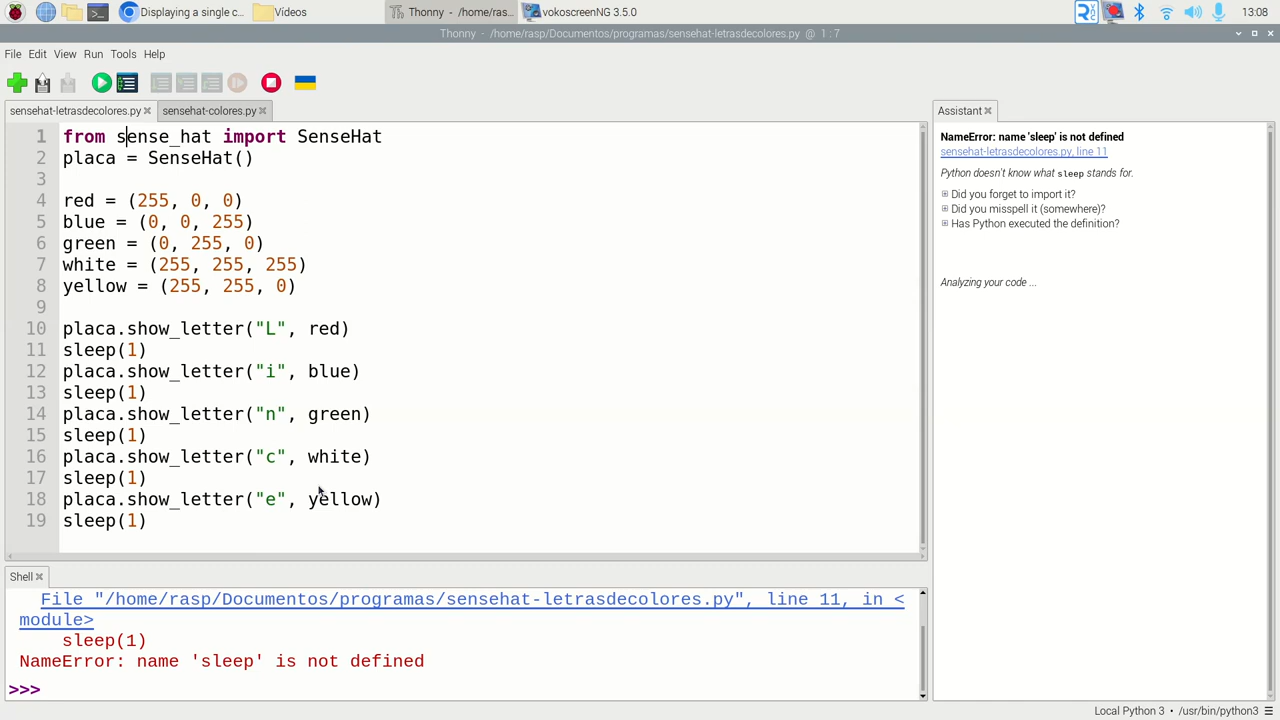 Displaying a single c...
Vídeos
Thonny - /home/ras...
vokoscreenNG 3.5.0
13:08
Thonny - /home/rasp/Documentos/programas/sensehat-letrasdecolores.py @ 1 : 7
File Edit View Run Tools Help
sensehat-letrasdecolores.py
sensehat-colores.py
1 from sense_hat import SenseHat
2 placa = SenseHat()
3
4 red = (255, 0, 0)
5 blue = (0, 0, 255)
6 green = (0, 255, 0)
7 white = (255, 255, 255)
8 yellow = (255, 255, 0)
9
10 placa.show_letter("L", red)
11 sleep(1)
12 placa.show_letter("i", blue)
13 sleep(1)
14 placa.show_letter("n", green)
15 sleep(1)
16 placa.show_letter("c", white)
17 sleep(1)
18 placa.show_letter("e", yellow)
19 sleep(1)
Assistant
NameError: name 'sleep' is not defined
sensehat-letrasdecolores.py, line 11
Python doesn't know what sleep stands for.
Did you forget to import it?
Did you misspell it (somewhere)?
Has Python executed the definition?
Analyzing your code ...
Shell
File "/home/rasp/Documentos/programas/sensehat-letrasdecolores.py", line 11, in <
module>
sleep(1)
NameError: name 'sleep' is not defined
>>>
Local Python 3 • /usr/bin/python3